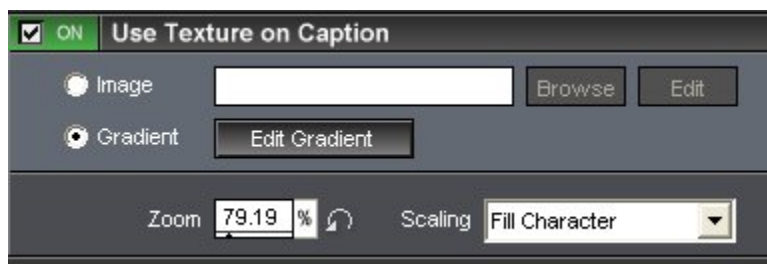 ON Use Texture on Caption
Image Browse Edit
Gradient Edit Gradient
Zoom 79.19 % Scaling Fill Character